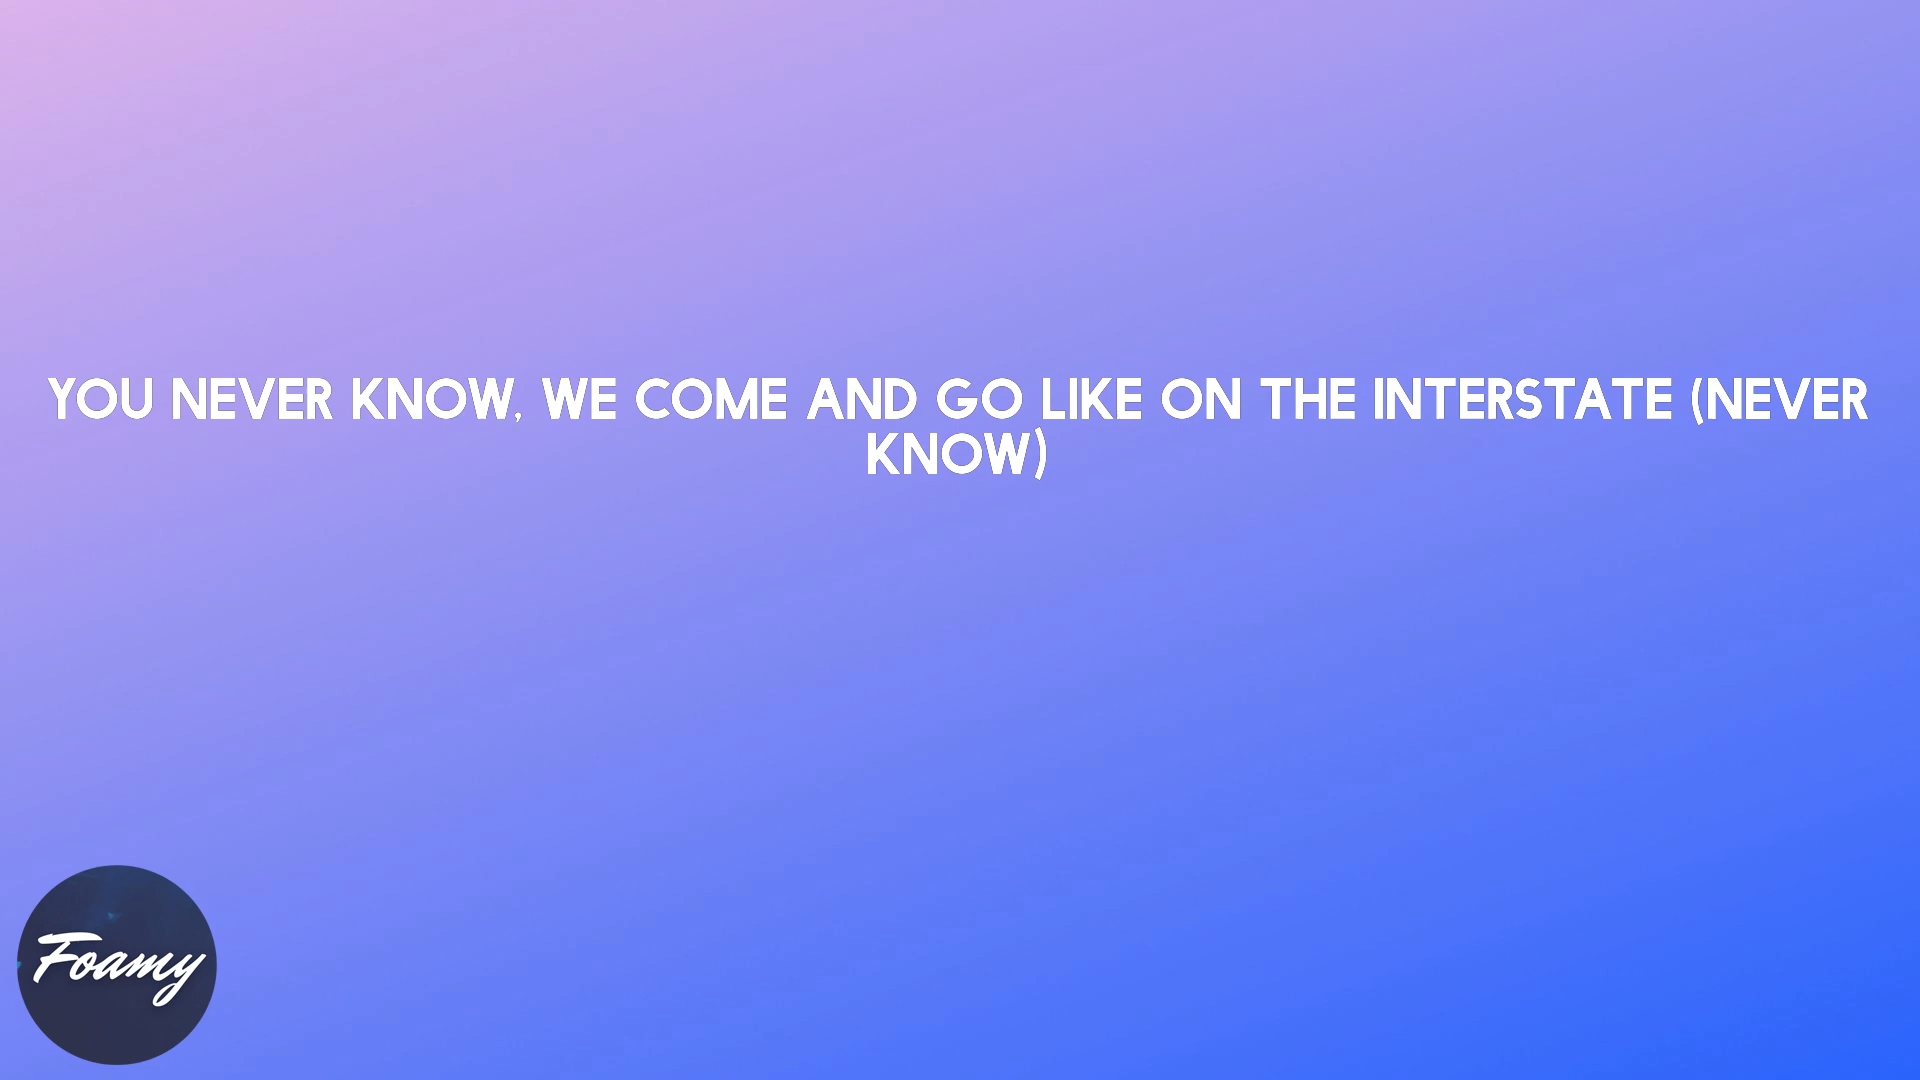 YOU NEVER KNOW, WE COME AND GO LIKE ON THE INTERSTATE (NEVER
KNOW)
Foamy